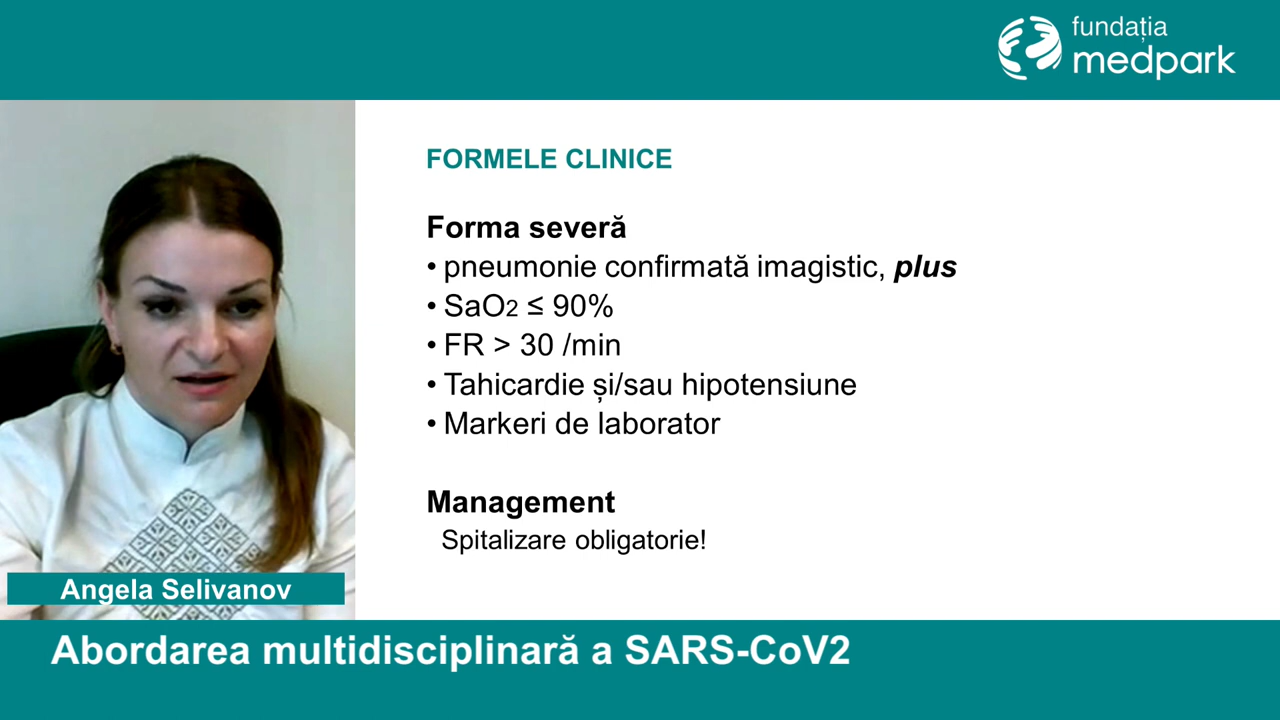 fundația
medpark
FORMELE CLINICE
Forma severă
• pneumonie confirmată imagistic, plus
• SaO2 ≤ 90%
• FR > 30 /min
• Tahicardie și/sau hipotensiune
• Markeri de laborator
Management
Spitalizare obligatorie!
Angela Selivanov
Abordarea multidisciplinară a SARS-CoV2